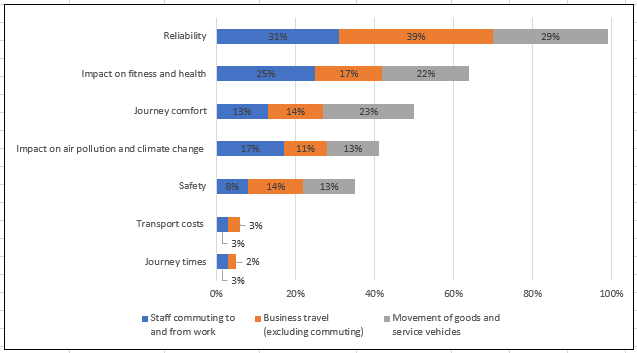 Reliability 31% 39% 29%
Impact on fitness and health 25% 17% 22%
Journey comfort 13% 14% 23%
Impact on air pollution and climate change 17% 11% 13%
Safety 8% 14% 13%
Transport costs 3%
3%
Journey times 2%
3%
0% 20% 40% 60% 80% 100%
Staff commuting to
and from work
Business travel
(excluding commuting)
Movement of goods and
service vehicles